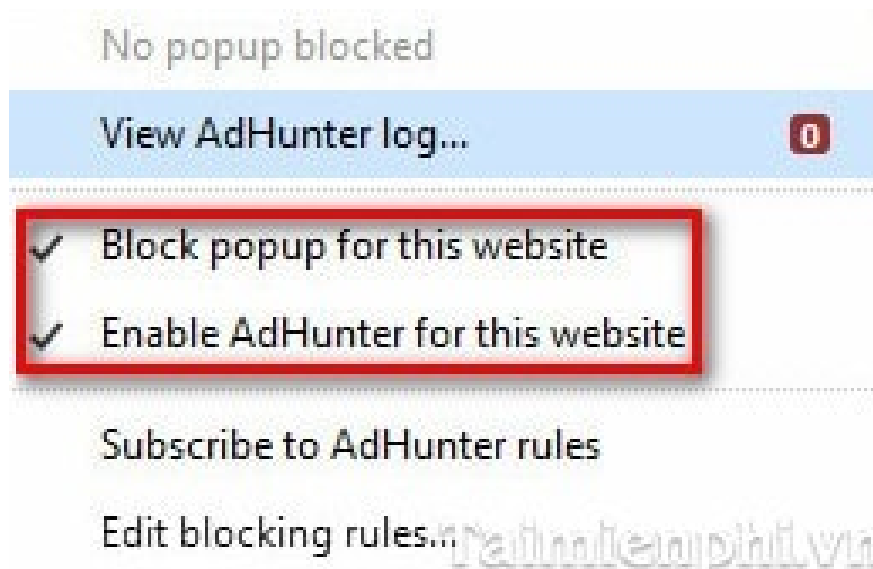 No popup blocked
View AdHunter log... 0
Block popup for this website
Enable AdHunter for this website
Subscribe to AdHunter rules
Edit blocking rules...
Taimienphi.vn